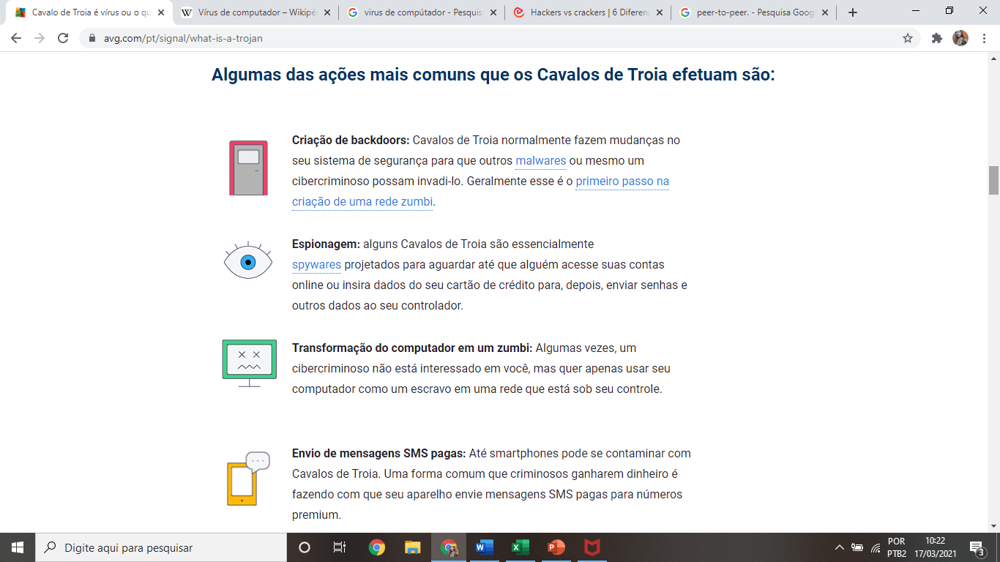 Cavalo de Troia é vírus ou o qu
Vírus de computador – Wikipé
virus de compútador - Pesquisa
Hackers vs crackers | 6 Diferen
peer-to-peer. - Pesquisa Goog
avg.com/pt/signal/what-is-a-trojan
Algumas das ações mais comuns que os Cavalos de Troia efetuam são:
Criação de backdoors: Cavalos de Troia normalmente fazem mudanças no
seu sistema de segurança para que outros malwares ou mesmo um
cibercriminoso possam invadi-lo. Geralmente esse é o primeiro passo na
criação de uma rede zumbi.
Espionagem: alguns Cavalos de Troia são essencialmente
spywares projetados para aguardar até que alguém acesse suas contas
online ou insira dados do seu cartão de crédito para, depois, enviar senhas e
outros dados ao seu controlador.
Transformação do computador em um zumbi: Algumas vezes, um
cibercriminoso não está interessado em você, mas quer apenas usar seu
computador como um escravo em uma rede que está sob seu controle.
Envio de mensagens SMS pagas: Até smartphones pode se contaminar com
Cavalos de Troia. Uma forma comum que criminosos ganharem dinheiro é
fazendo com que seu aparelho envie mensagens SMS pagas para números
premium.
Digite aqui para pesquisar
POR
PTB2
10:22
17/03/2021
3